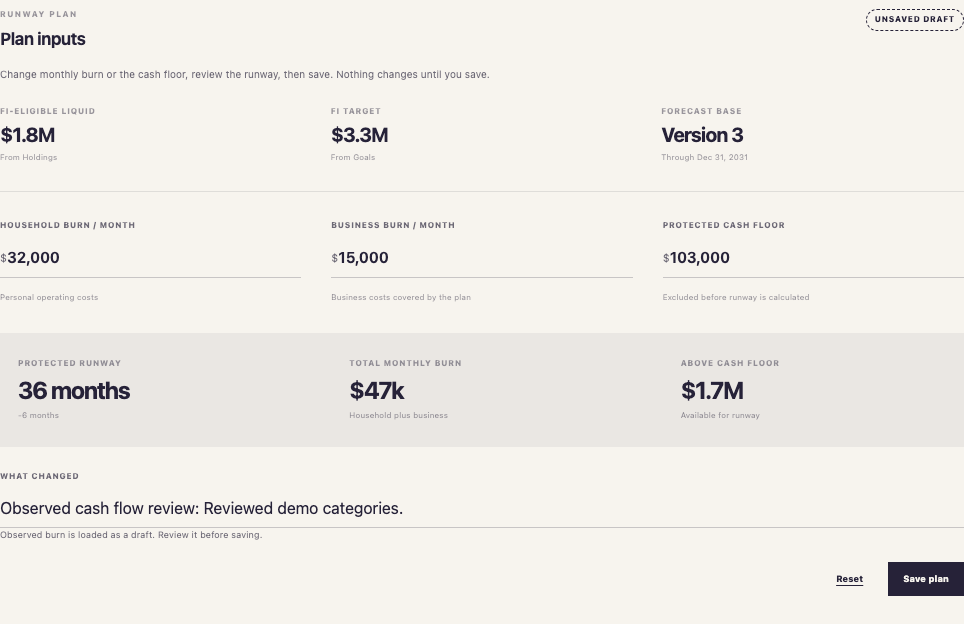 RUNWAY PLAN
UNSAVED DRAFT
Plan inputs
Change monthly burn or the cash floor, review the runway, then save. Nothing changes until you save.
FI-ELIGIBLE LIQUID
$1.8M
From Holdings
FI TARGET
$3.3M
From Goals
FORECAST BASE
Version 3
Through Dec 31, 2031
HOUSEHOLD BURN / MONTH
$32,000
Personal operating costs
BUSINESS BURN / MONTH
$15,000
Business costs covered by the plan
PROTECTED CASH FLOOR
$103,000
Excluded before runway is calculated
PROTECTED RUNWAY
36 months
-6 months
TOTAL MONTHLY BURN
$47k
Household plus business
ABOVE CASH FLOOR
$1.7M
Available for runway
WHAT CHANGED
Observed cash flow review: Reviewed demo categories.
Observed burn is loaded as a draft. Review it before saving.
Reset
Save plan